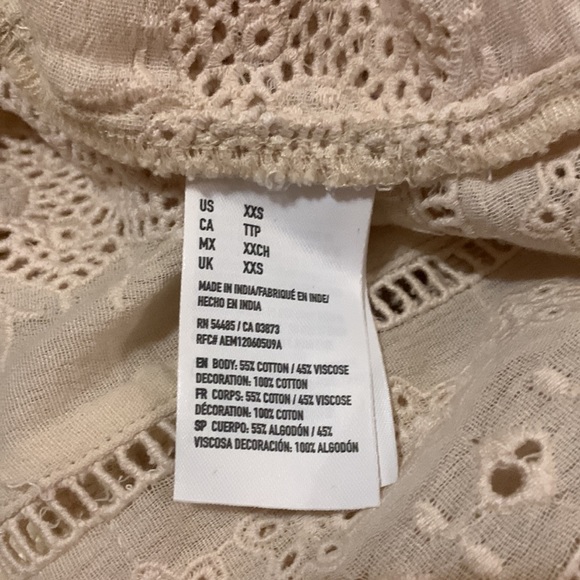 US XXS
CA TTP
MX XXCH
UK XXS
MADE IN INDIA/FABRIQUÉ EN INDE/
HECHO EN INDIA
RN 54485 / CA 03873
RFC# AEM120605U9A
EN BODY: 55% COTTON / 45% VISCOSE
DECORATION: 100% COTTON
FR CORPS: 55% COTON / 45% VISCOSE
DÉCORATION: 100% COTON
SP CUERPO: 55% ALGODÓN / 45%
VISCOSA DECORACIÓN: 100% ALGODÓN